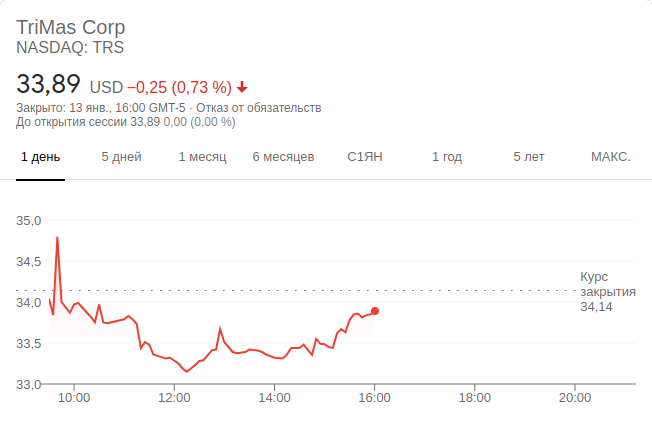 TriMas Corp
NASDAQ: TRS
33,89 USD −0,25 (0,73 %)
Закрыто: 13 янв., 16:00 GMT-5 · Отказ от обязательств
До открытия сессии 33,89 0,00 (0,00 %)
1 день 5 дней 1 месяц 6 месяцев С1ЯН 1 год 5 лет МАКС.
35,0
34,5
Курс
закрытия
34,14
34,0
33,5
33,0
10:00 12:00 14:00 16:00 18:00 20:00